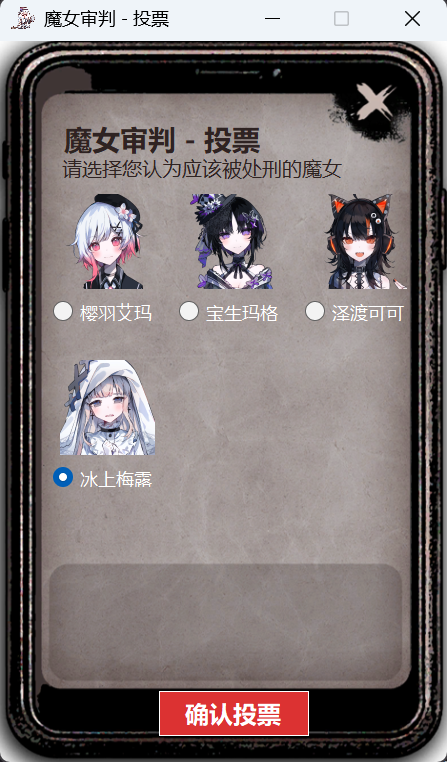 魔女审判 - 投票
魔女审判 - 投票
请选择您认为应该被处刑的魔女
樱羽艾玛
宝生玛格
泽渡可可
冰上梅露
确认投票